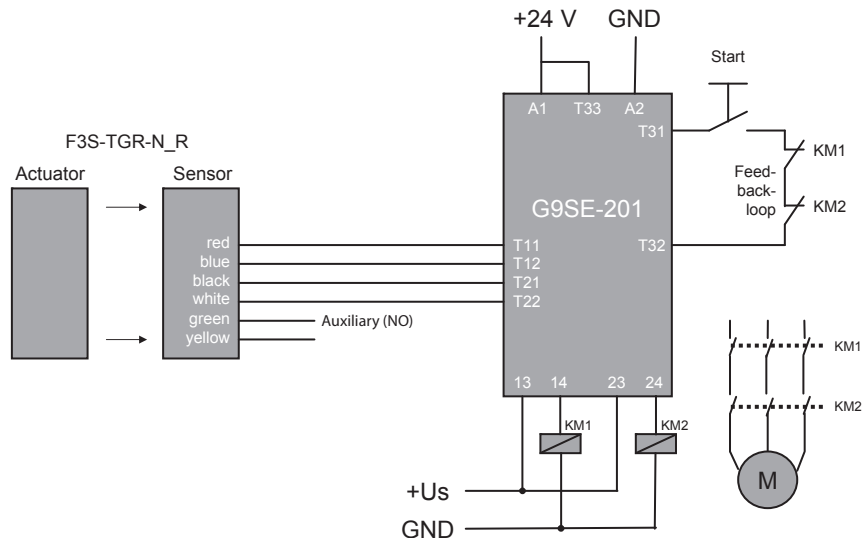 +24 V GND
Start
A1 T33 A2
T31
F3S-TGR-N_R
Actuator Sensor
KM1
Feed-
back-
loop
KM2
G9SE-201
red T11 T32
blue T12
black T21
white T22
green Auxiliary (NO)
yellow
13 14 23 24
KM1 KM2
KM1
KM2
M
+Us
GND